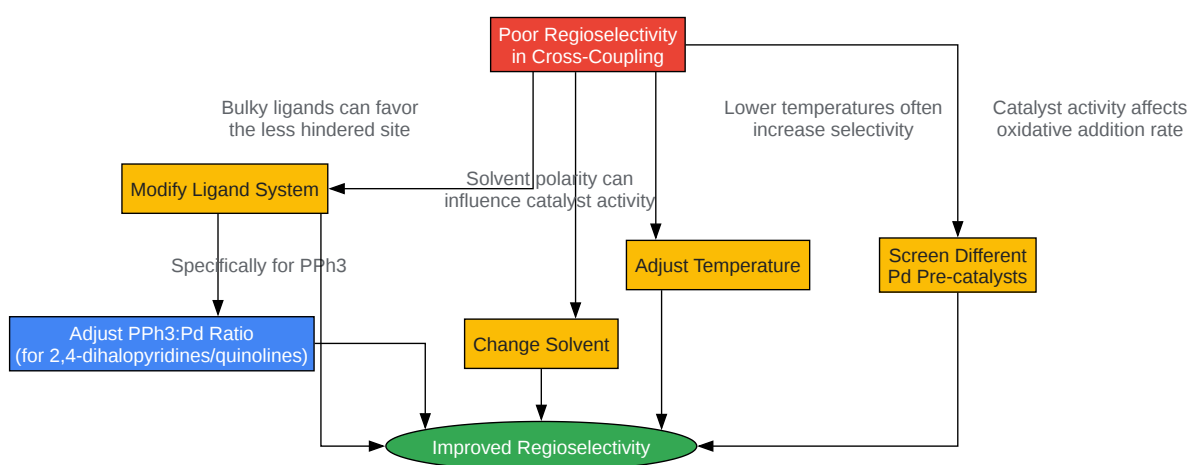 Poor Regioselectivity
in Cross-Coupling
Bulky ligands can favor
the less hindered site
Lower temperatures often
increase selectivity
Catalyst activity affects
oxidative addition rate
Modify Ligand System
Solvent polarity can
influence catalyst activity
Specifically for PPh3
Adjust Temperature
Screen Different
Pd Pre-catalysts
Adjust PPh3:Pd Ratio
(for 2,4-dihalopyridines/quinolines)
Change Solvent
Improved Regioselectivity